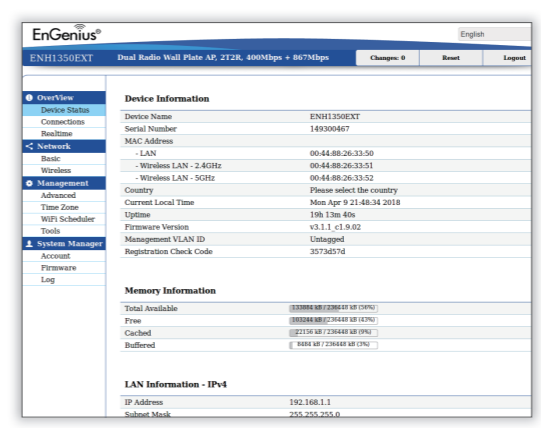 EnGenius®
English
ENH1350EXT Dual Radio Wall Plate AP, 2T2R, 400Mbps + 867Mbps Changes: 0 Reset Logout
OverView
Device Status
Connections
Realtime
Network
Basic
Wireless
Management
Advanced
Time Zone
WiFi Scheduler
Tools
System Manager
Account
Firmware
Log
Device Information
Device Name ENH1350EXT
Serial Number 149300467
MAC Address
- LAN 00:44:88:26:33:50
- Wireless LAN - 2.4GHz 00:44:88:26:33:51
- Wireless LAN - 5GHz 00:44:88:26:33:52
Country Please select the country
Current Local Time Mon Apr 9 21:48:34 2018
Uptime 19h 13m 40s
Firmware Version v3.1.1_c1.9.02
Management VLAN ID Untagged
Registration Check Code 3573d57d
Memory Information
Total Available 133884 kB / 236448 kB (56%)
Free 103244 kB / 236448 kB (43%)
Cached 22156 kB / 236448 kB (9%)
Buffered 8484 kB / 236448 kB (3%)
LAN Information - IPv4
IP Address 192.168.1.1
Subnet Mask 255.255.255.0